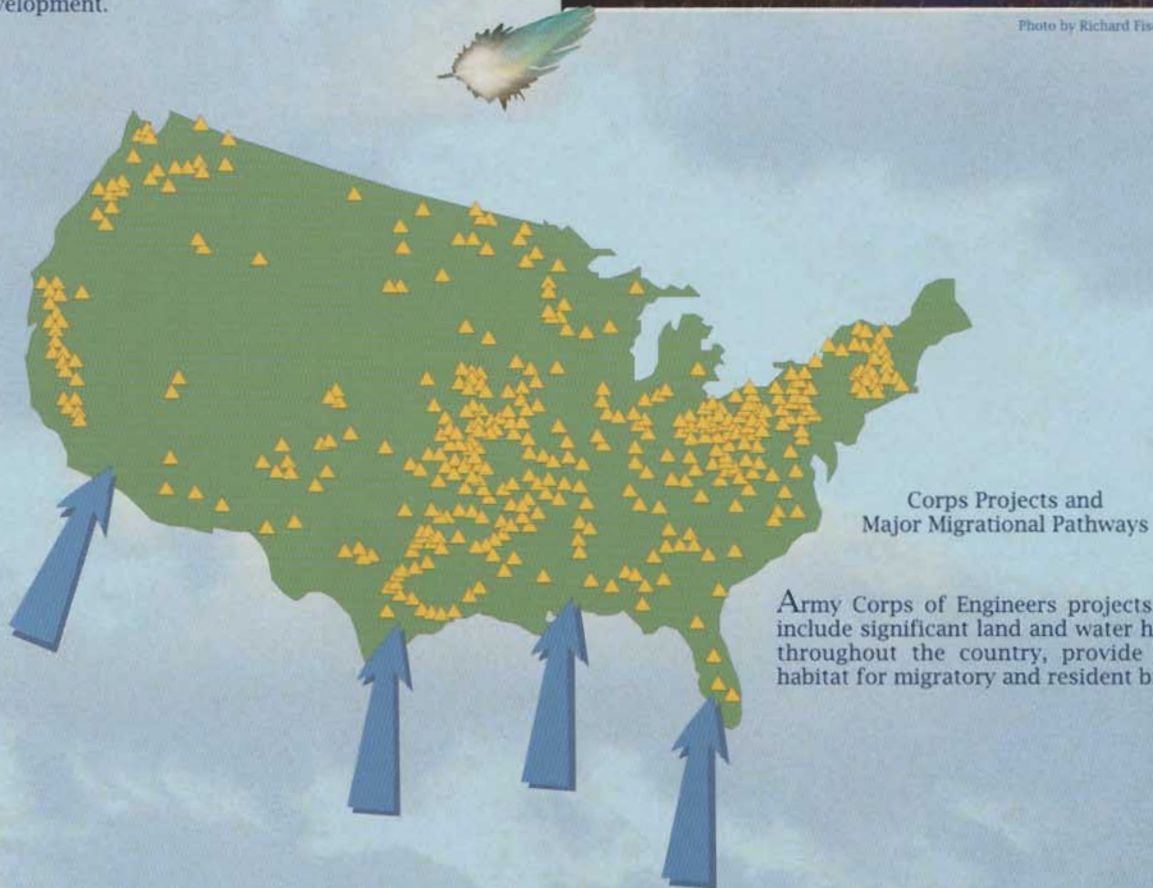 velopment.
Photo by Richard Fis
Corps Projects and
Major Migrational Pathways
Army Corps of Engineers projects
include significant land and water h
throughout the country, provide
habitat for migratory and resident b